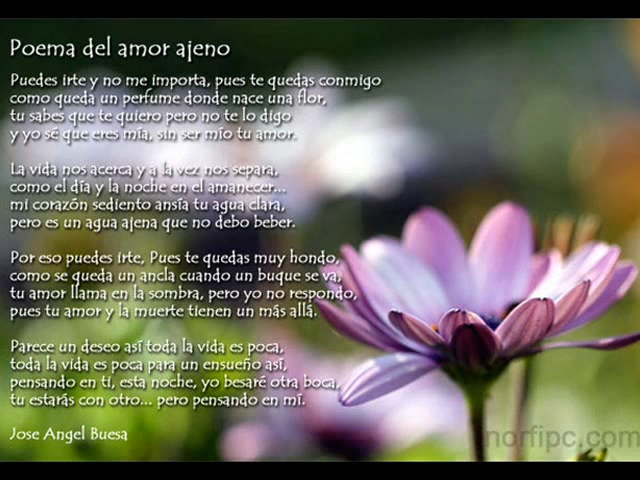 Poema del amor ajeno
Puedes irte y no me importa, pues te quedas conmigo
como queda un perfume donde nace una flor,
tu sabes que te quiero pero no te lo digo
y yo sé que eres mía, sin ser mío tu amor.
La vida nos acerca y a la vez nos separa,
como el día y la noche en el amanecer...
mi corazón sediento ansía tu agua clara,
pero es un agua ajena que no debo beber.
Por eso puedes irte, Pues te quedas muy hondo,
como se queda un ancla cuando un buque se va,
tu amor llama en la sombra, pero yo no respondo,
pues tu amor y la muerte tienen un más allá.
Parece un deseo así toda la vida es poca,
toda la vida es poca para un ensueño así,
pensando en ti, esta noche, yo besaré otra boca,
tu estarás con otro... pero pensando en mí.
Jose Angel Buesa
norfipc.com